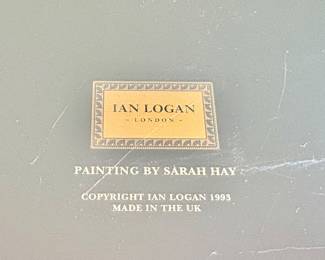 IAN LOGAN
- LONDON -
PAINTING BY SARAH HAY
COPYRIGHT IAN LOGAN 1993
MADE IN THE UK